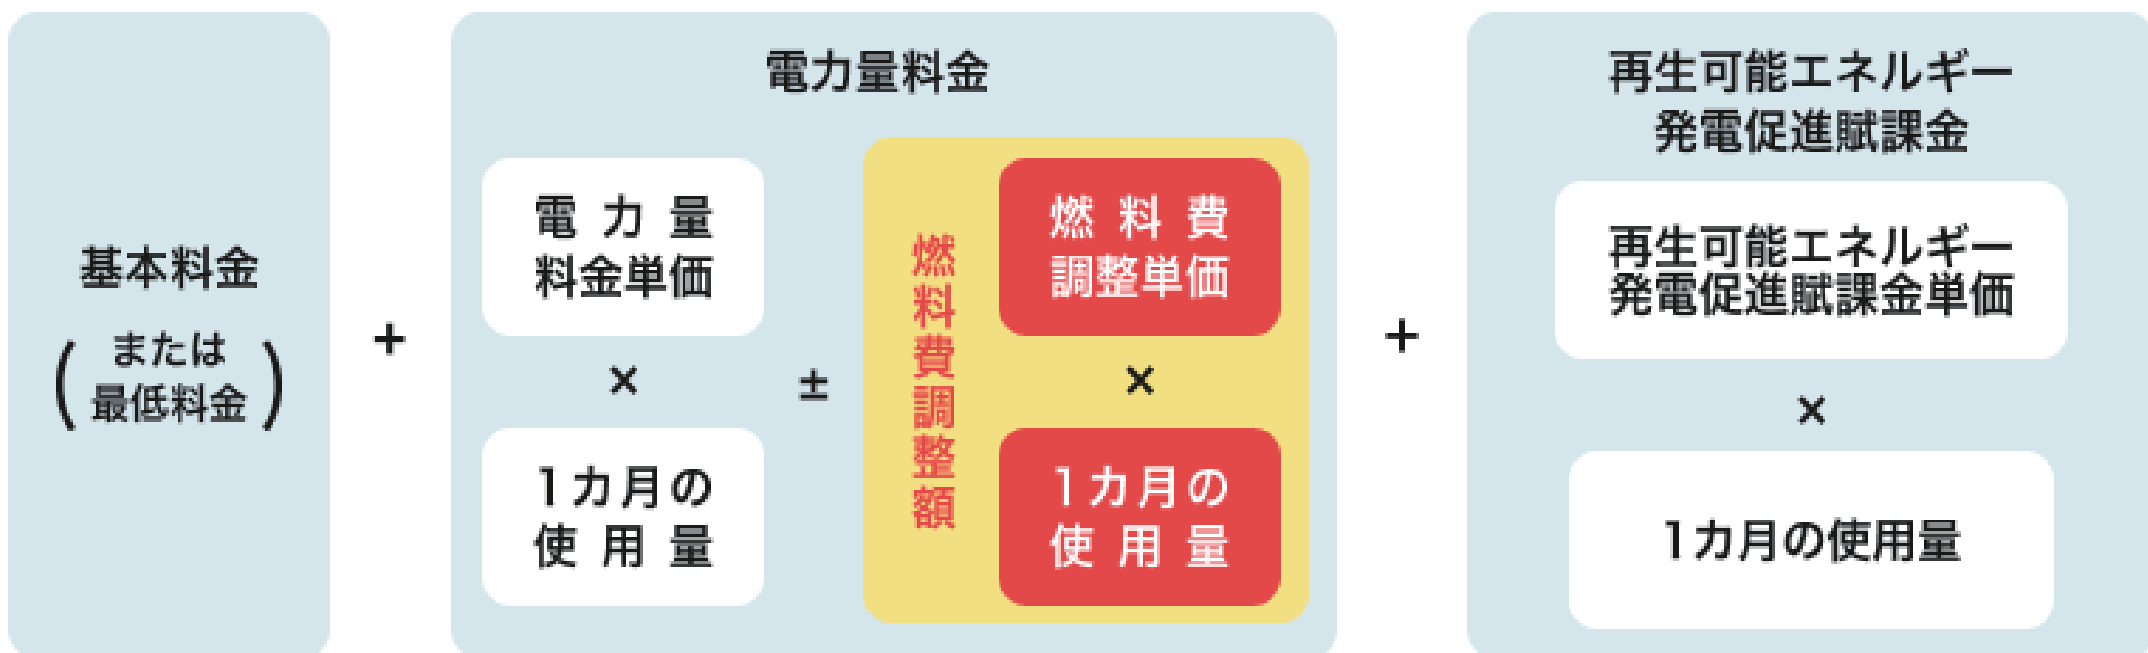 基本料金
(または
最低料金)
+
電力量料金
電力量
料金単価
×
1カ月の
使用量
±
燃料費調整額
燃料費
調整単価
×
1カ月の
使用量
+
再生可能エネルギー
発電促進賦課金
再生可能エネルギー
発電促進賦課金単価
×
1カ月の使用量